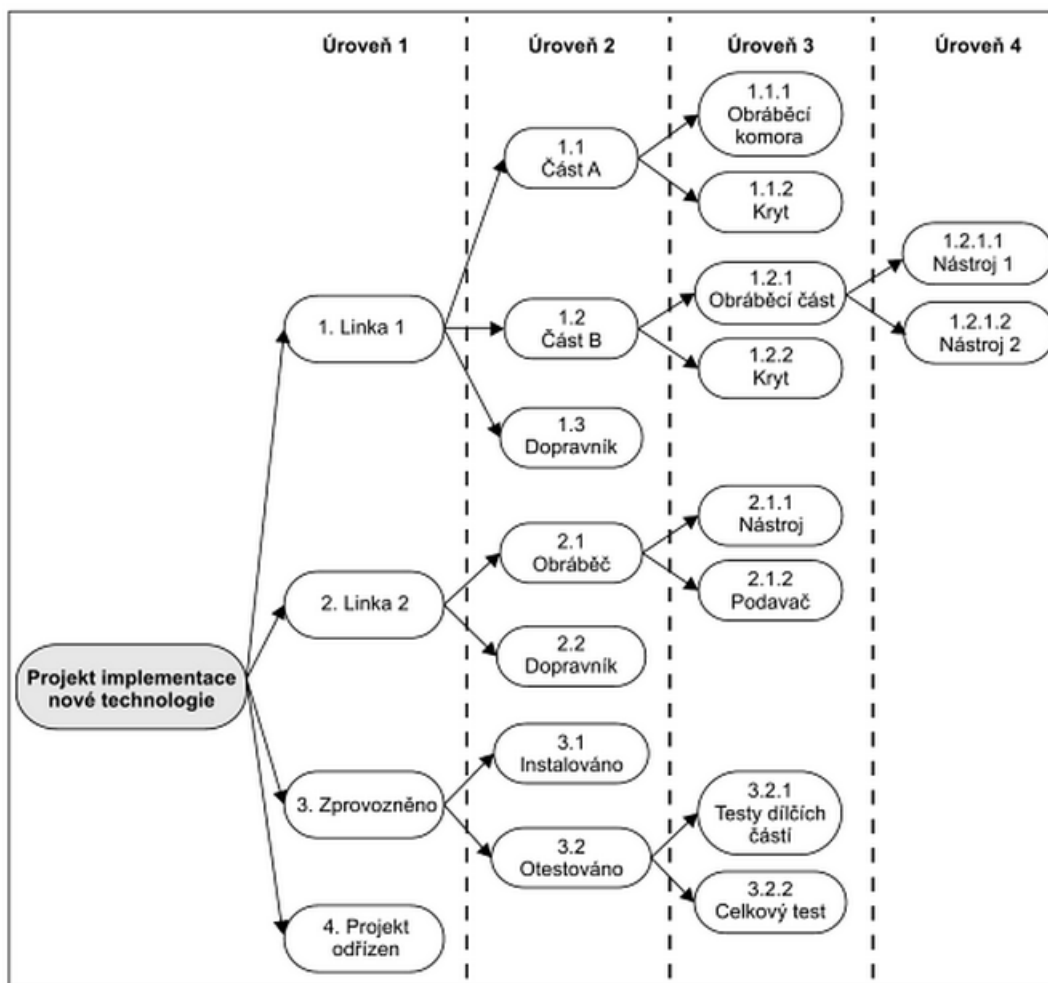 Úroveň 1
Úroveň 2
Úroveň 3
Úroveň 4
Projekt implementace
nové technologie
1. Linka 1
1.1
Část A
1.1.1
Obráběcí
komora
1.1.2
Kryt
1.2
Část B
1.2.1
Obráběcí část
1.2.1.1
Nástroj 1
1.2.1.2
Nástroj 2
1.2.2
Kryt
1.3
Dopravník
2. Linka 2
2.1
Obráběč
2.1.1
Nástroj
2.1.2
Podavač
2.2
Dopravník
3. Zprovozněno
3.1
Instalováno
3.2
Otestováno
3.2.1
Testy dílčích
částí
3.2.2
Celkový test
4. Projekt
odřízen